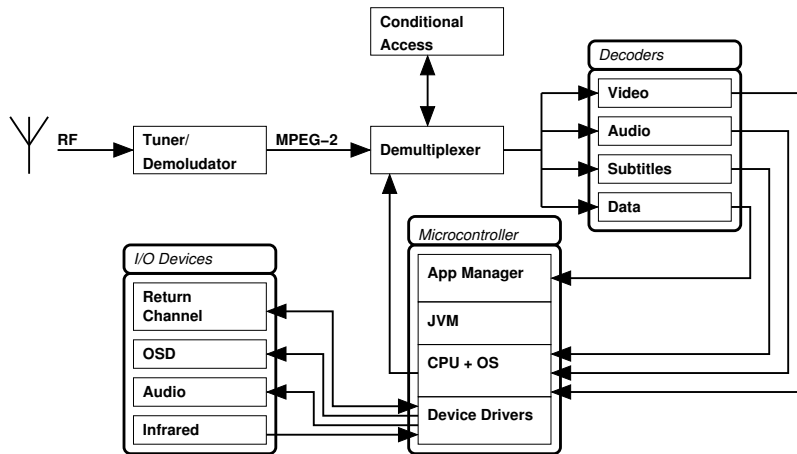 Conditional
Access
Decoders
Video
Audio
Subtitles
Data
RF
Tuner/
Demoludator
MPEG−2
Demultiplexer
Microcontroller
App Manager
JVM
CPU + OS
Device Drivers
I/O Devices
Return
Channel
OSD
Audio
Infrared